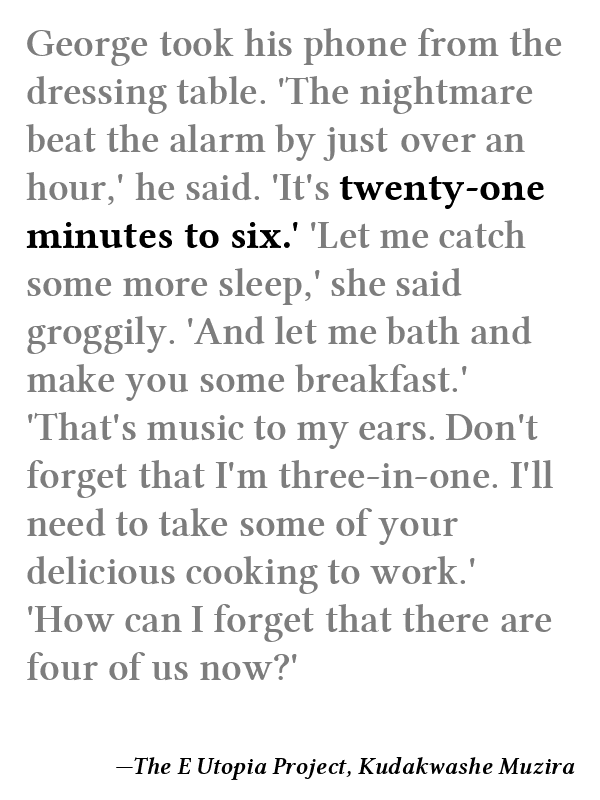 George took his phone from the
dressing table. 'The nightmare
beat the alarm by just over an
hour,' he said. 'It's twenty-one
minutes to six.' 'Let me catch
some more sleep,' she said
groggily. 'And let me bath and
make you some breakfast.'
'That's music to my ears. Don't
forget that I'm three-in-one. I'll
need to take some of your
delicious cooking to work.'
'How can I forget that there are
four of us now?'
—The E Utopia Project, Kudakwashe Muzira